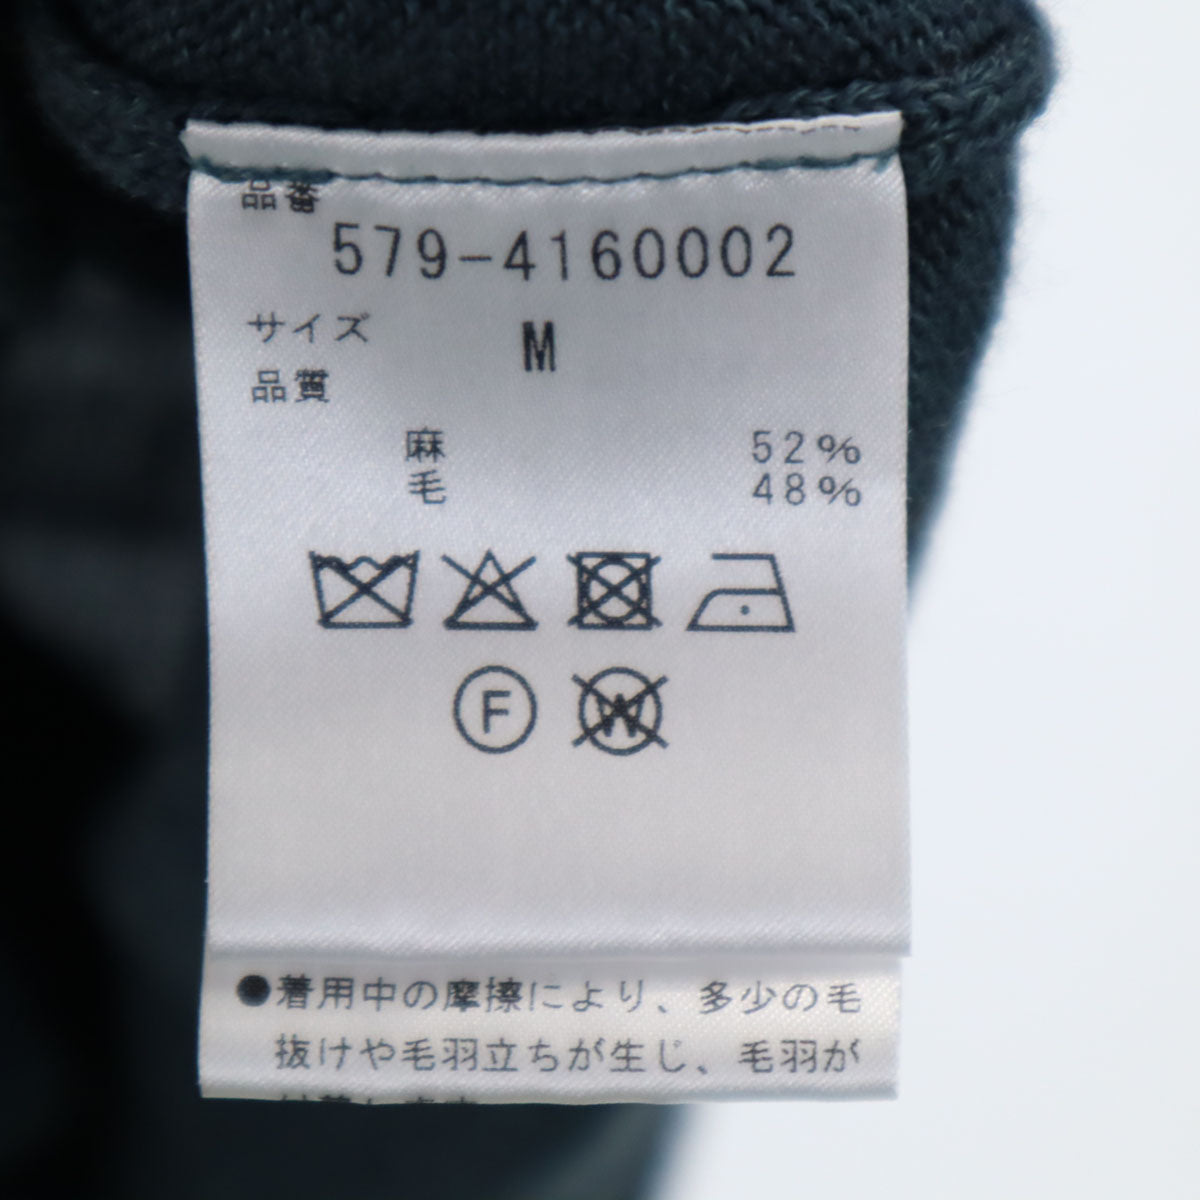 品番
579-4160002
サイズ M
品質
麻 52%
毛 48%
F W
●着用中の摩擦により、多少の毛
抜けや毛羽立ちが生じ、毛羽が